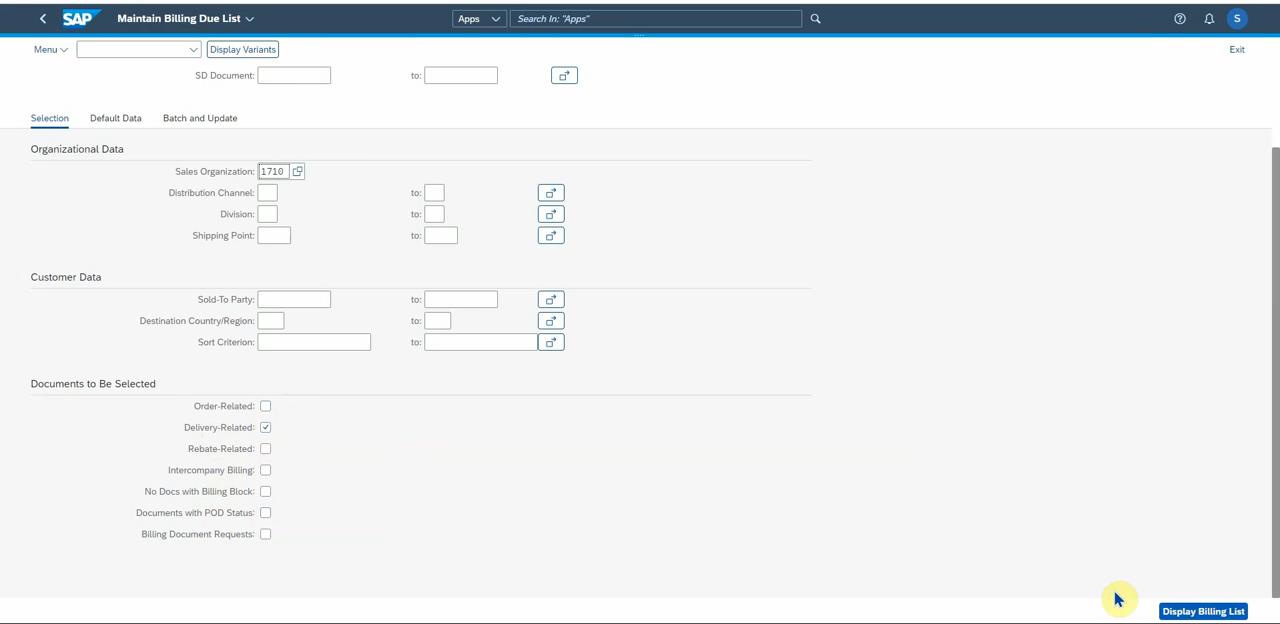 SAP Maintain Billing Due List Apps Search In: "Apps" S
Menu Display Variants Exit
SD Document: to:
Selection Default Data Batch and Update
Organizational Data
Sales Organization: 1710
Distribution Channel: to:
Division: to:
Shipping Point: to:
Customer Data
Sold-To Party: to:
Destination Country/Region: to:
Sort Criterion: to:
Documents to Be Selected
Order-Related:
Delivery-Related:
Rebate-Related:
Intercompany Billing:
No Docs with Billing Block:
Documents with POD Status:
Billing Document Requests:
Display Billing List